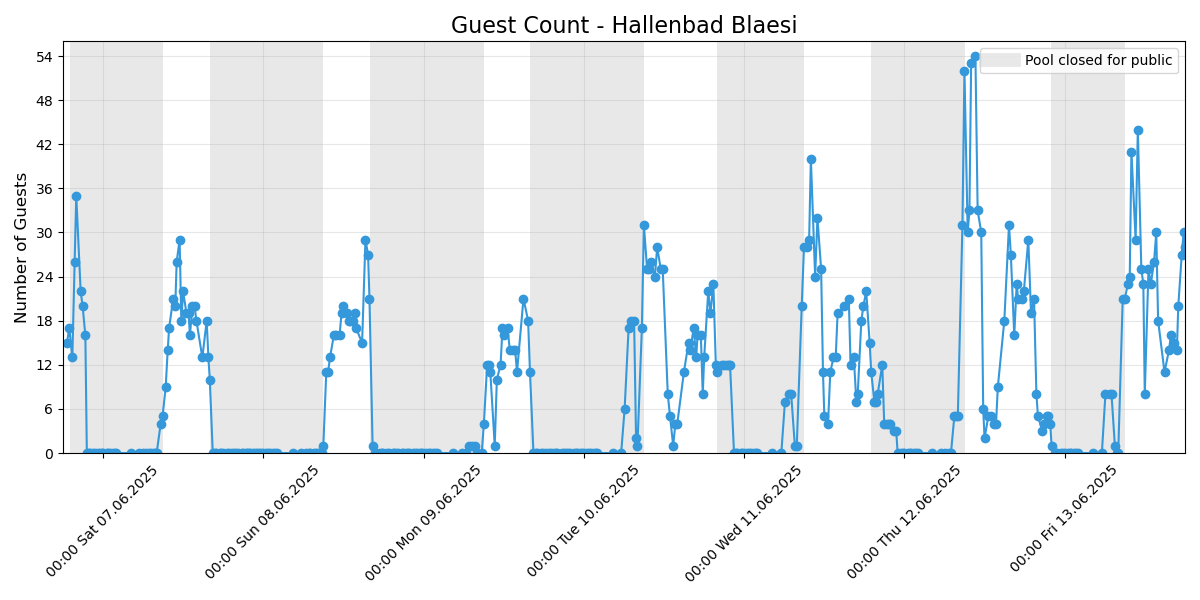 Guest Count - Hallenbad Blaesi
Pool closed for public
Number of Guests
54
48
42
36
30
24
18
12
6
0
00:00 Sat 07.06.2025
00:00 Sun 08.06.2025
00:00 Mon 09.06.2025
00:00 Tue 10.06.2025
00:00 Wed 11.06.2025
00:00 Thu 12.06.2025
00:00 Fri 13.06.2025